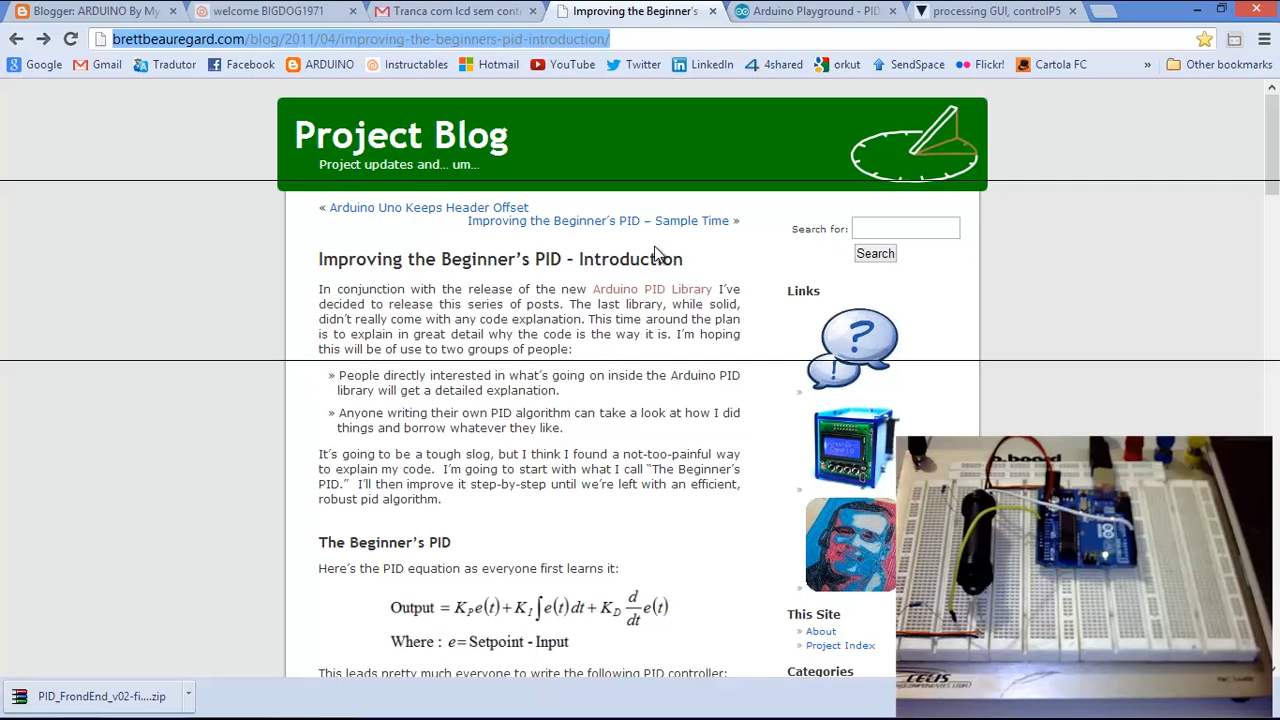 Blogger: ARDUINO By My
welcome BIGDOG1971
Tranca com lcd sem cont
Improving the Beginner's
Arduino Playground - PID
processing GUI, controlP5
brettbeauregard.com/blog/2011/04/improving-the-beginners-pid-introduction/
Google
Gmail
Tradutor
Facebook
ARDUINO
Instructables
Hotmail
YouTube
Twitter
LinkedIn
4shared
orkut
SendSpace
Flickr!
Cartola FC
»
Other bookmarks
Project Blog
Project updates and... um...
« Arduino Uno Keeps Header Offset
Improving the Beginner’s PID – Sample Time »
Search for:
Search
Improving the Beginner’s PID – Introduction
In conjunction with the release of the new Arduino PID Library I’ve
decided to release this series of posts. The last library, while solid,
didn’t really come with any code explanation. This time around the plan
is to explain in great detail why the code is the way it is. I’m hoping
this will be of use to two groups of people:
» People directly interested in what’s going on inside the Arduino PID
library will get a detailed explanation.
» Anyone writing their own PID algorithm can take a look at how I did
things and borrow whatever they like.
It’s going to be a tough slog, but I think I found a not-too-painful way
to explain my code. I’m going to start with what I call “The Beginner’s
PID.” I’ll then improve it step-by-step until we’re left with an efficient,
robust pid algorithm.
The Beginner’s PID
Here’s the PID equation as everyone first learns it:
Output = K_P e(t) + K_I ∫ e(t) dt + K_D d/dt e(t)
Where : e = Setpoint - Input
This leads pretty much everyone to write the following PID controller:
Links
»
»
»
This Site
» About
» Project Index
Categories
PID_FrondEnd_v02-fi....zip